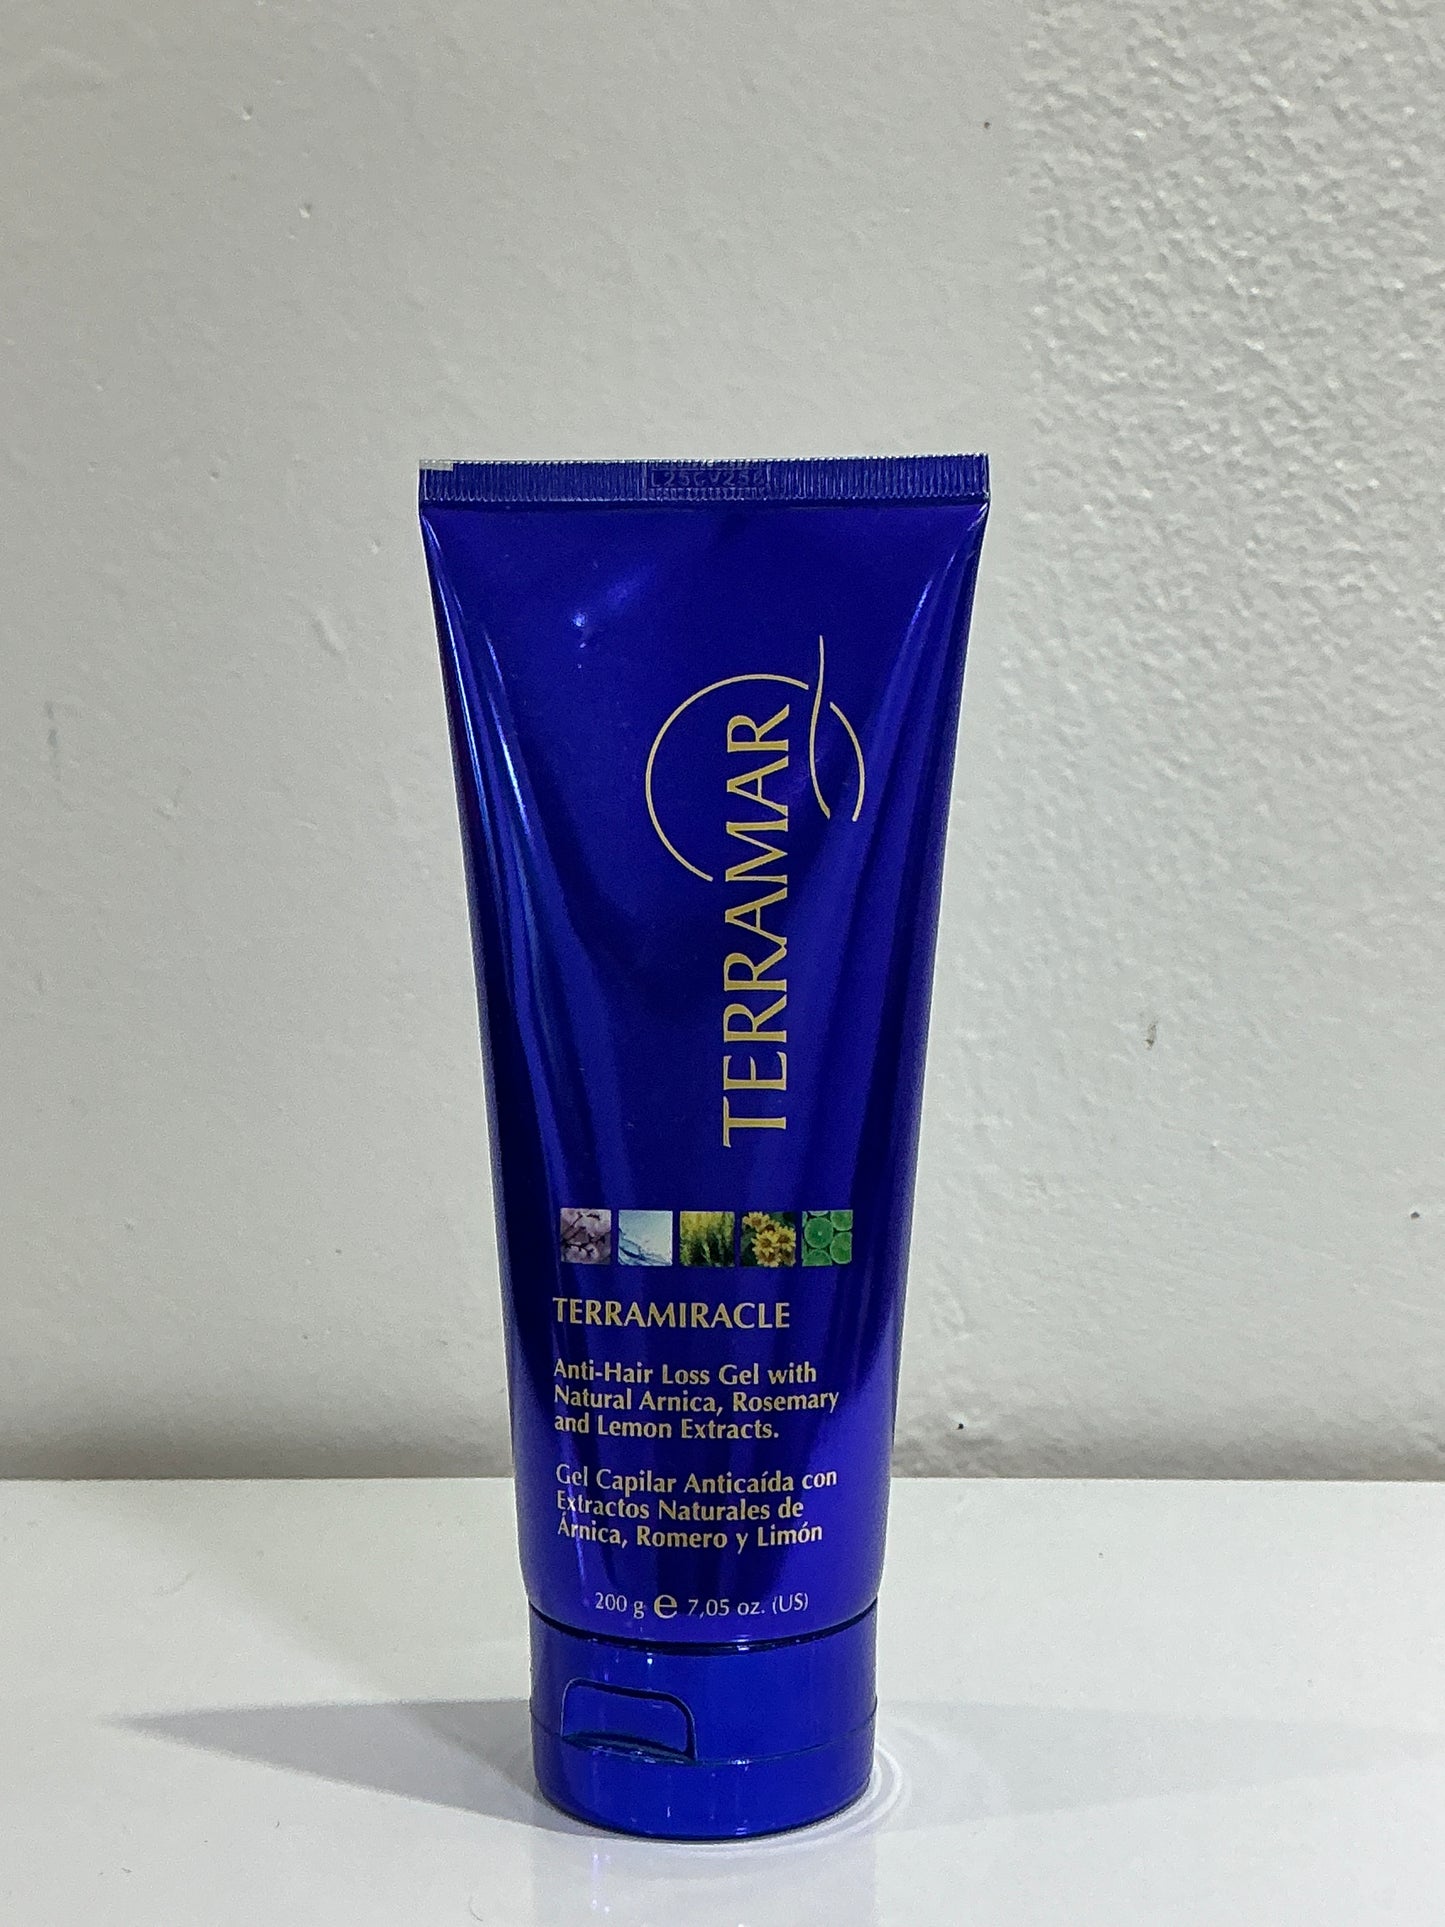 TERRAMAR
TERRAMIRACLE
Anti-Hair Loss Gel with
Natural Arnica, Rosemary
and Lemon Extracts.
Gel Capilar Anticaída con
Extractos Naturales de
Árnica, Romero y Limón
200 g e 7,05 oz. (US)